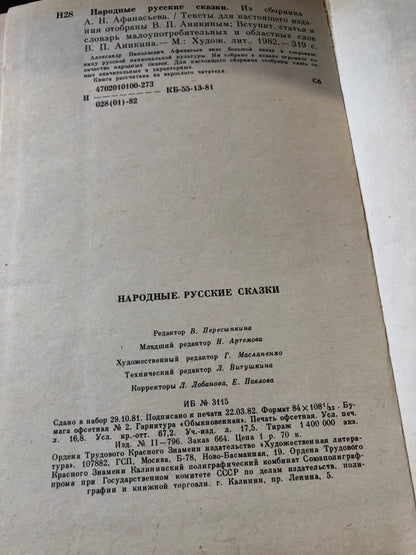 Н28 Народные русские сказки. Из сборника
А. Н. Афанасьева. / Тексты для настоящего изда-
ния отобраны В. П. Аникиным; Вступит. статья и
словарь малоупотребительных и областных слов
В. П. Аникина.— М.: Худож. лит., 1982.— 319 с.
Александр Николаевич Афанасьев внес большой вклад в сокровищ-
ницу русской национальной культуры. Им собрано и издано огромное ко-
личество народных сказок. Для настоящего сборника отобраны лишь са-
мые значительные и характерные.
Книга рассчитана на взрослого читателя.
Н 4702010100-273 КБ-55-13-81 Сб
028(01)-82
НАРОДНЫЕ РУССКИЕ СКАЗКИ
Редактор В. Пересыпкина
Младший редактор Н. Артемова
Художественный редактор Г. Масляненко
Технический редактор Л. Витушкина
Корректоры Л. Лобанова, Е. Павлова
ИБ № 3115
Сдано в набор 29.10.81. Подписано к печати 22.03.82. Формат 84×108¹/₃₂. Бу-
мага офсетная № 2. Гарнитура «Обыкновенная». Печать офсетная. Усл. печ.
л. 16,8. Усл. кр.-отт. 67,2. Уч.-изд. л. 17,5. Тираж 1 400 000 экз.
Изд. № 11—796. Заказ 664. Цена 1 р. 70 к.
Ордена Трудового Красного Знамени издательство «Художественная литера-
тура». 107882, ГСП, Москва, Б-78, Ново-Басманная, 19. Ордена Трудового
Красного Знамени Калининский полиграфический комбинат Союзполиграф-
прома при Государственном комитете СССР по делам издательств, поли-
графии и книжной торговли. г. Калинин, пр. Ленина, 5.